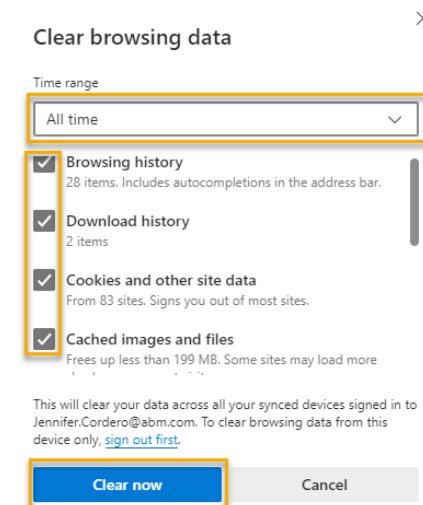 Clear browsing data
Time range
All time
Browsing history
28 items. Includes autocompletions in the address bar.
Download history
2 items
Cookies and other site data
From 83 sites. Signs you out of most sites.
Cached images and files
Frees up less than 199 MB. Some sites may load more
This will clear your data across all your synced devices signed in to
Jennifer.Cordero@abm.com. To clear browsing data from this
device only, sign out first.
Clear now
Cancel